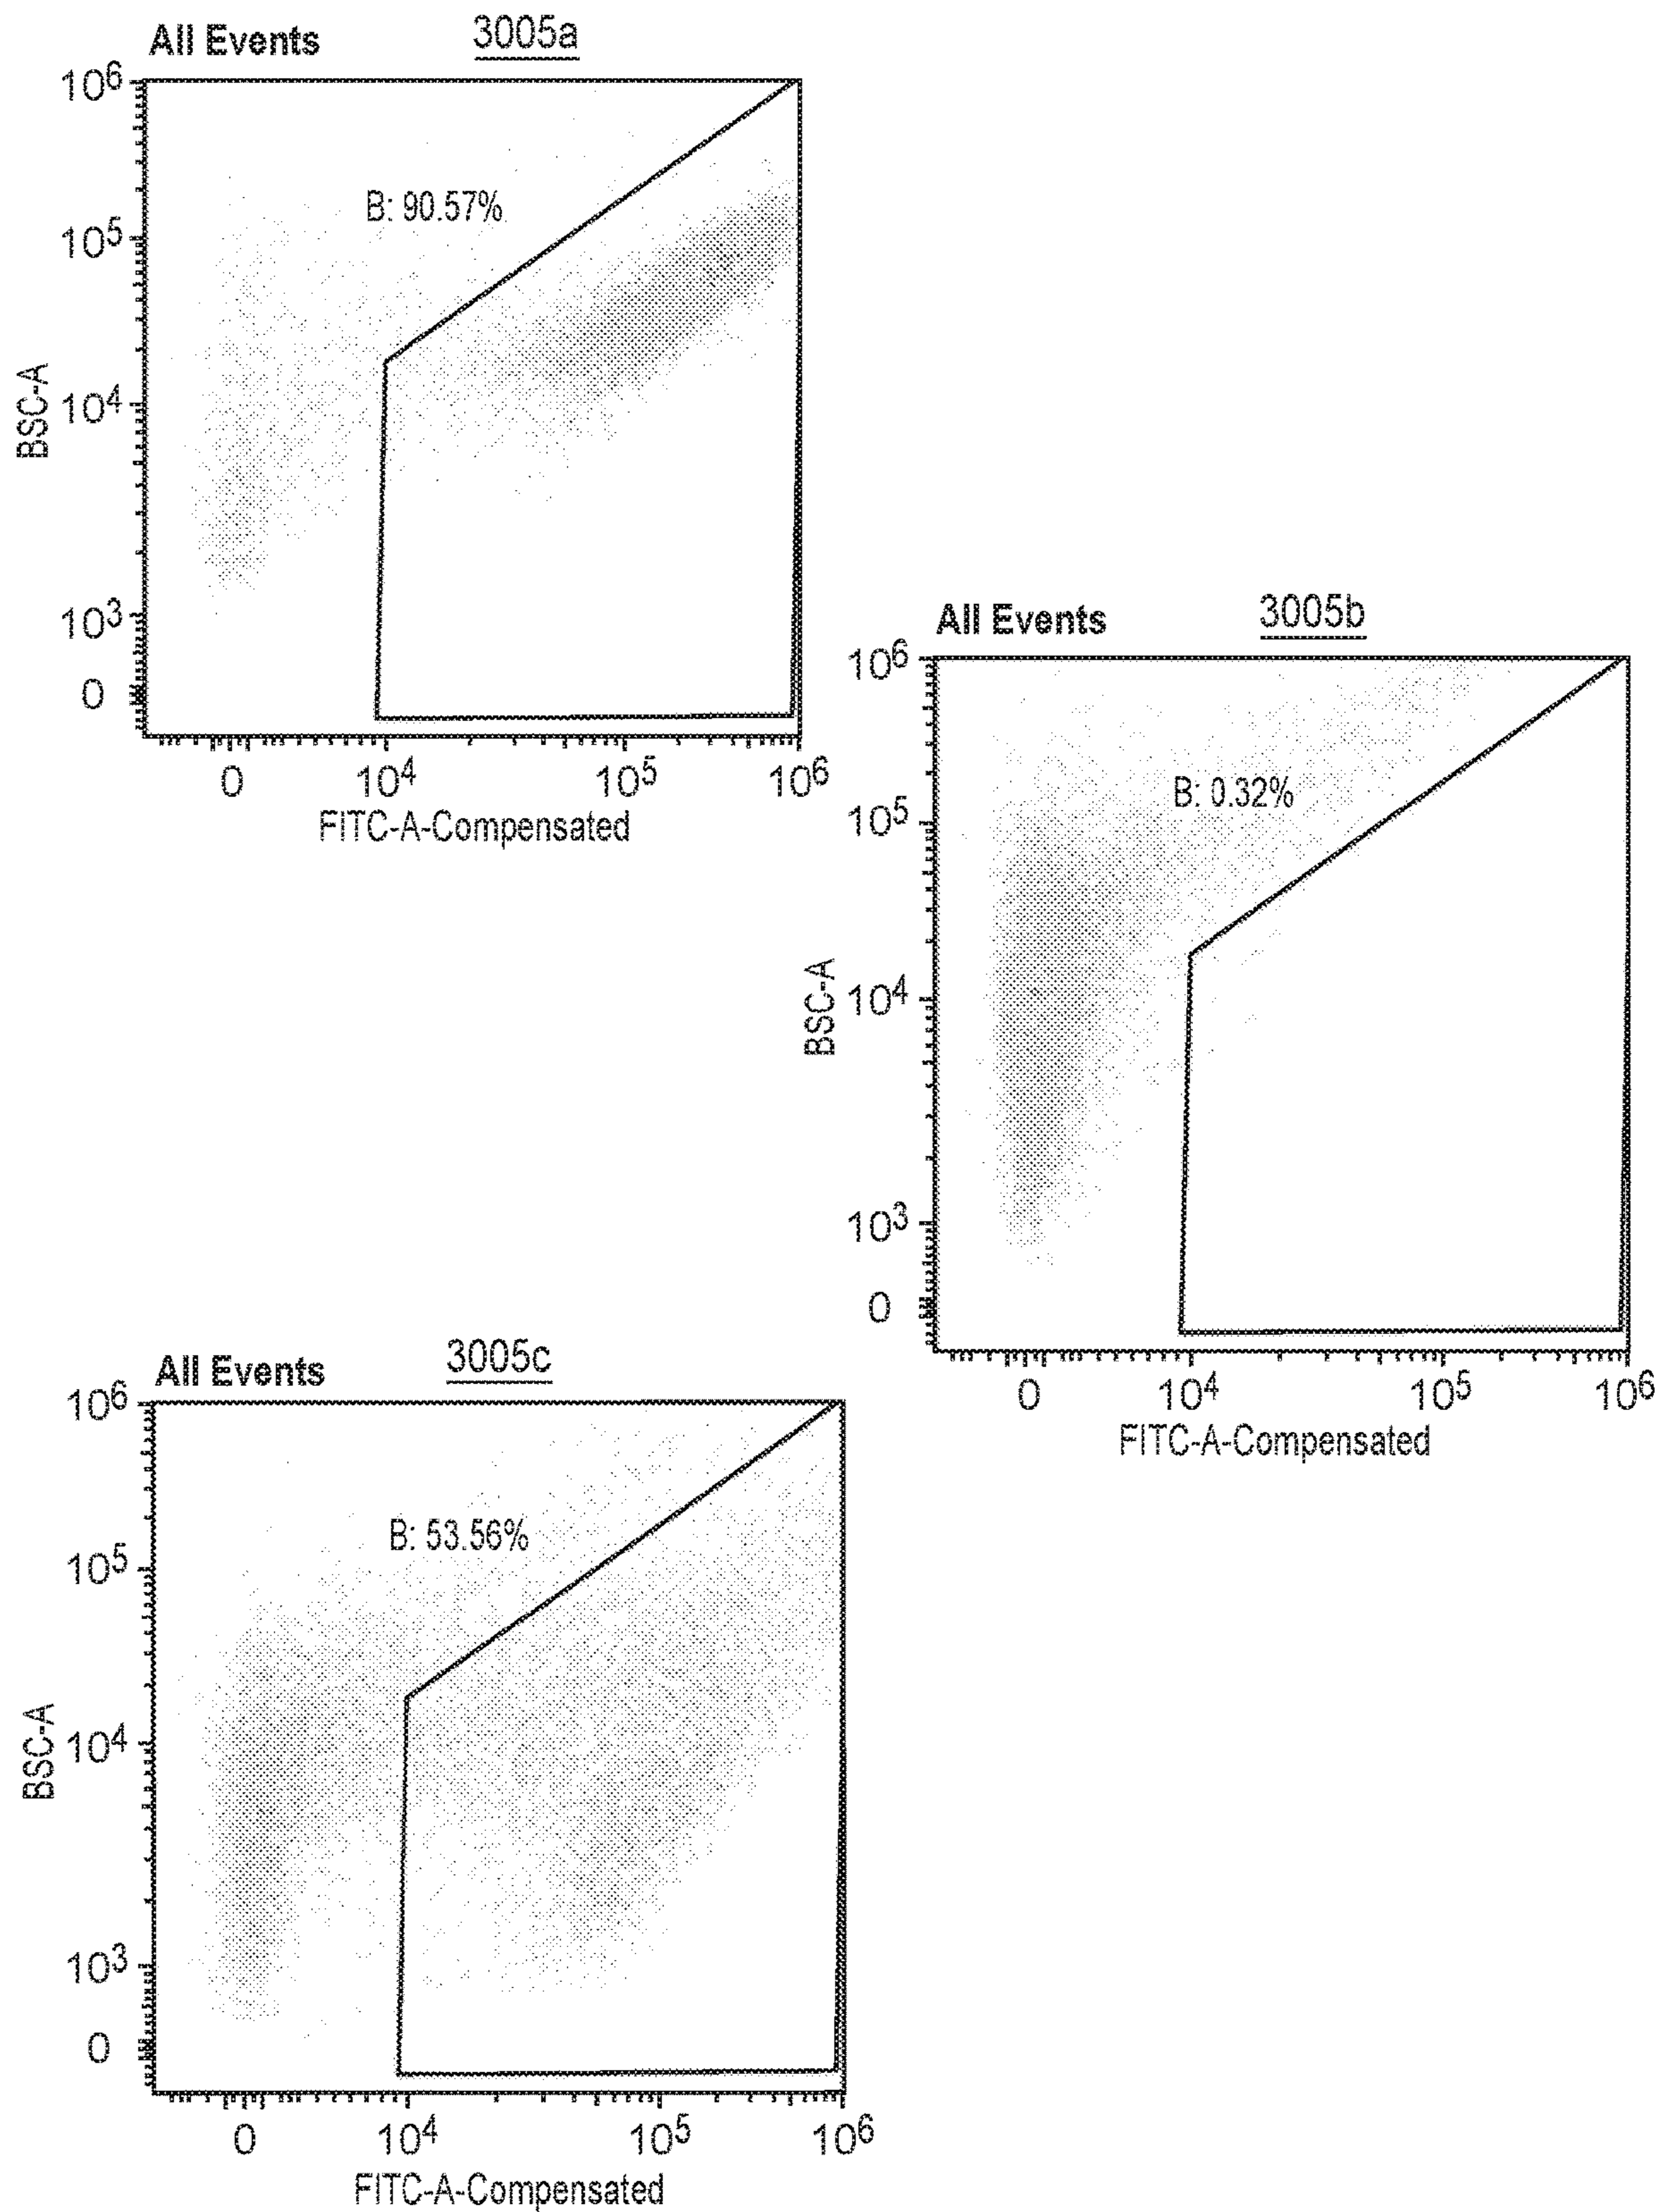 All Events 3005a
10⁶
B: 90.57%
10⁵
BSC-A
10⁴
10³
0
0 10⁴ 10⁵ 10⁶
FITC-A-Compensated
All Events 3005b
10⁶
B: 0.32%
10⁵
BSC-A
10⁴
10³
0
0 10⁴ 10⁵ 10⁶
FITC-A-Compensated
All Events 3005c
10⁶
B: 53.56%
10⁵
BSC-A
10⁴
10³
0
0 10⁴ 10⁵ 10⁶
FITC-A-Compensated